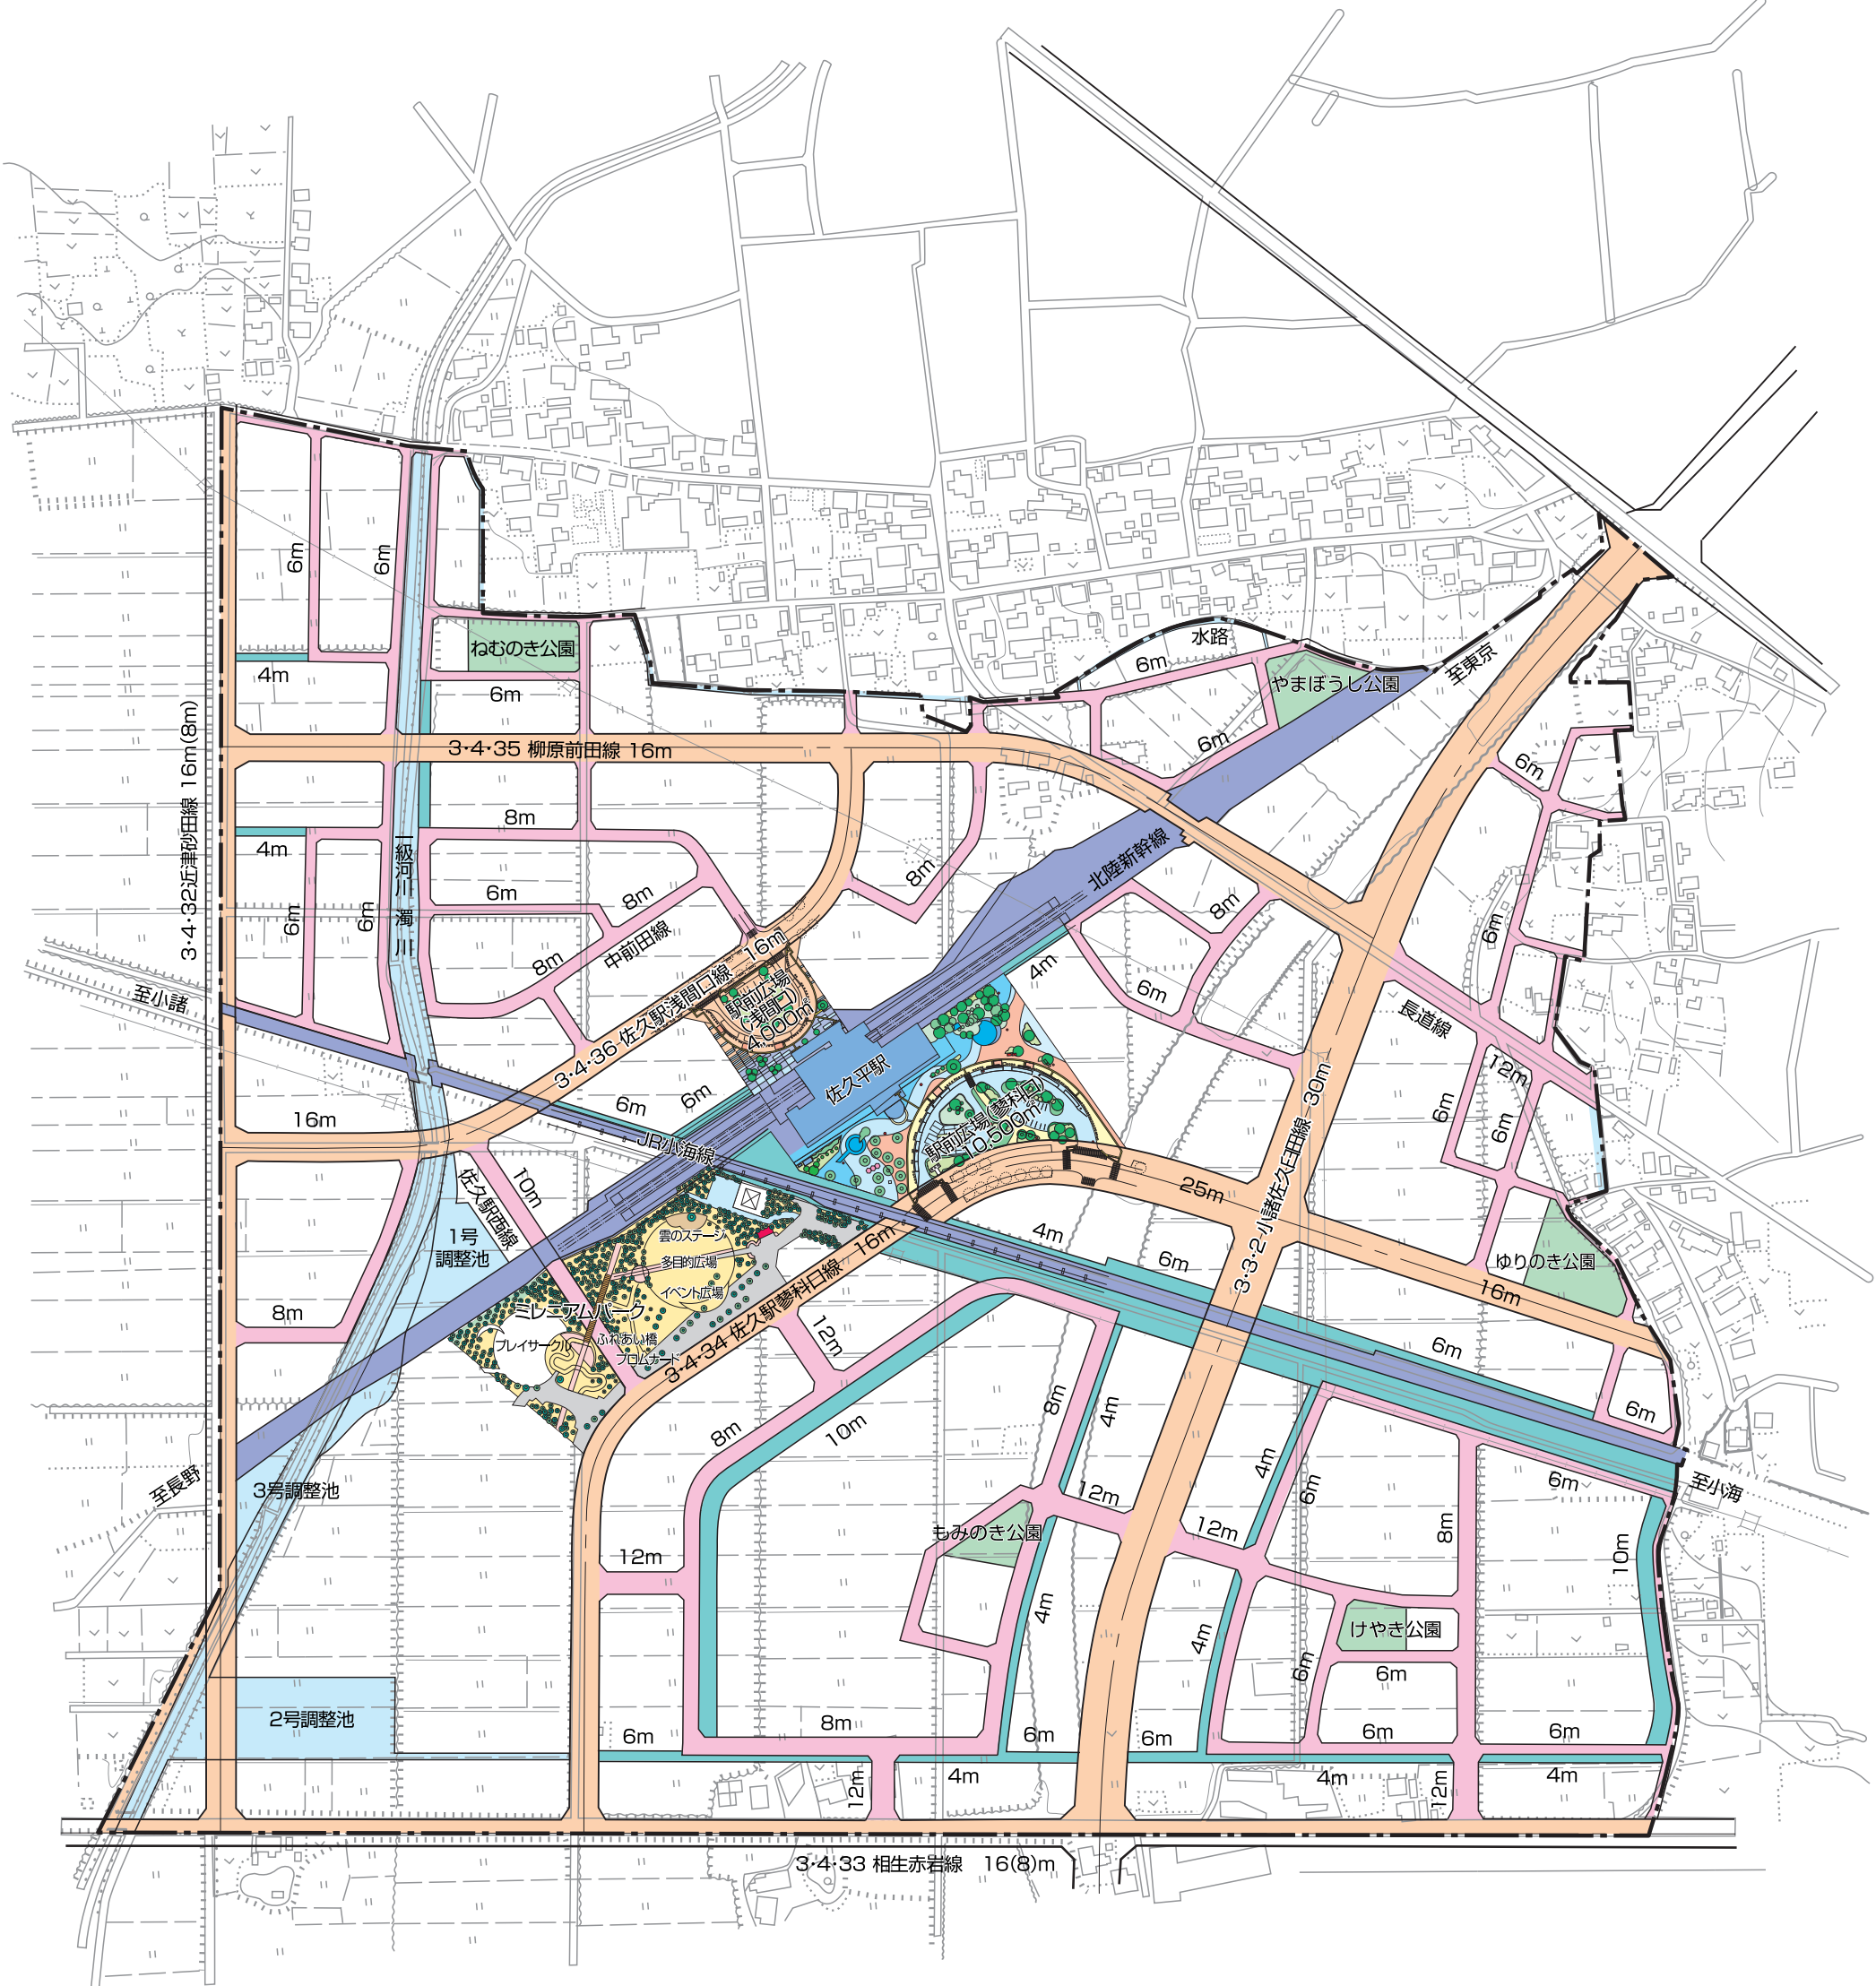 水路
6m
至東京
やまぼうし公園
6m
6m
6m
ねむのき公園
4m
6m
6m
3・4・32近津砂田線 16m(8m)
3・4・35 柳原前田線 16m
6m
8m
4m
一級河川 濁川
北陸新幹線
8m
6m
8m
8m
6m
6m
6m
中前田線
8m
16m
4m
6m
駅前広場
(浅間口)
4,000㎡
至小諸
長道線
3・4・36 佐久駅浅間口線
佐久平駅
12m
16m
6m
6m
6m
6m
JR小海線
駅前広場(蓼科口)
10,500㎡
3・3・2 小諸佐久臼田線 30m
10m
佐久駅西線
25m
1号
調整池
雲のステージ
多目的広場
イベント広場
16m
4m
6m
ゆりのき公園
16m
8m
ミレニアムパーク
プレイサークル
ふれあい橋
プロムナード
3・4・34 佐久駅蓼科口線
12m
6m
6m
8m
4m
8m
10m
至長野
3号調整池
4m
6m
6m
至小海
12m
12m
もみのき公園
8m
10m
12m
4m
4m
けやき公園
6m
6m
2号調整池
6m
8m
6m
6m
6m
6m
12m
4m
4m
12m
4m
3・4・33 相生赤岩線 16(8)m